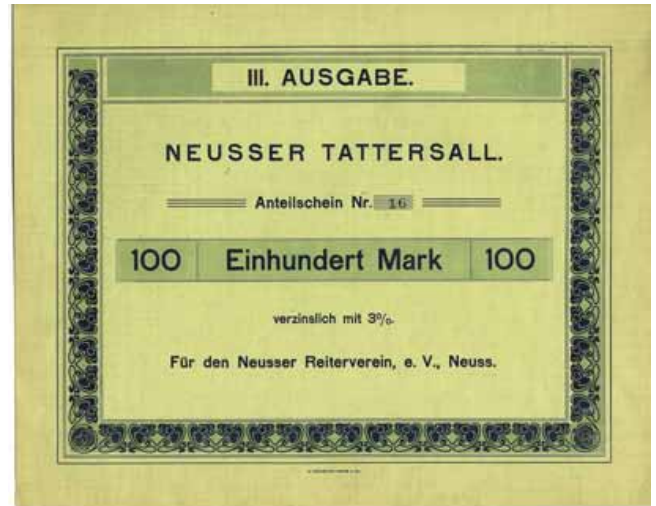 III. AUSGABE.
NEUSSER TATTERSALL.
Anteilschein Nr. 16
100 Einhundert Mark 100
verzinslich mit 3%.
Für den Neusser Reiterverein, e. V., Neuss.